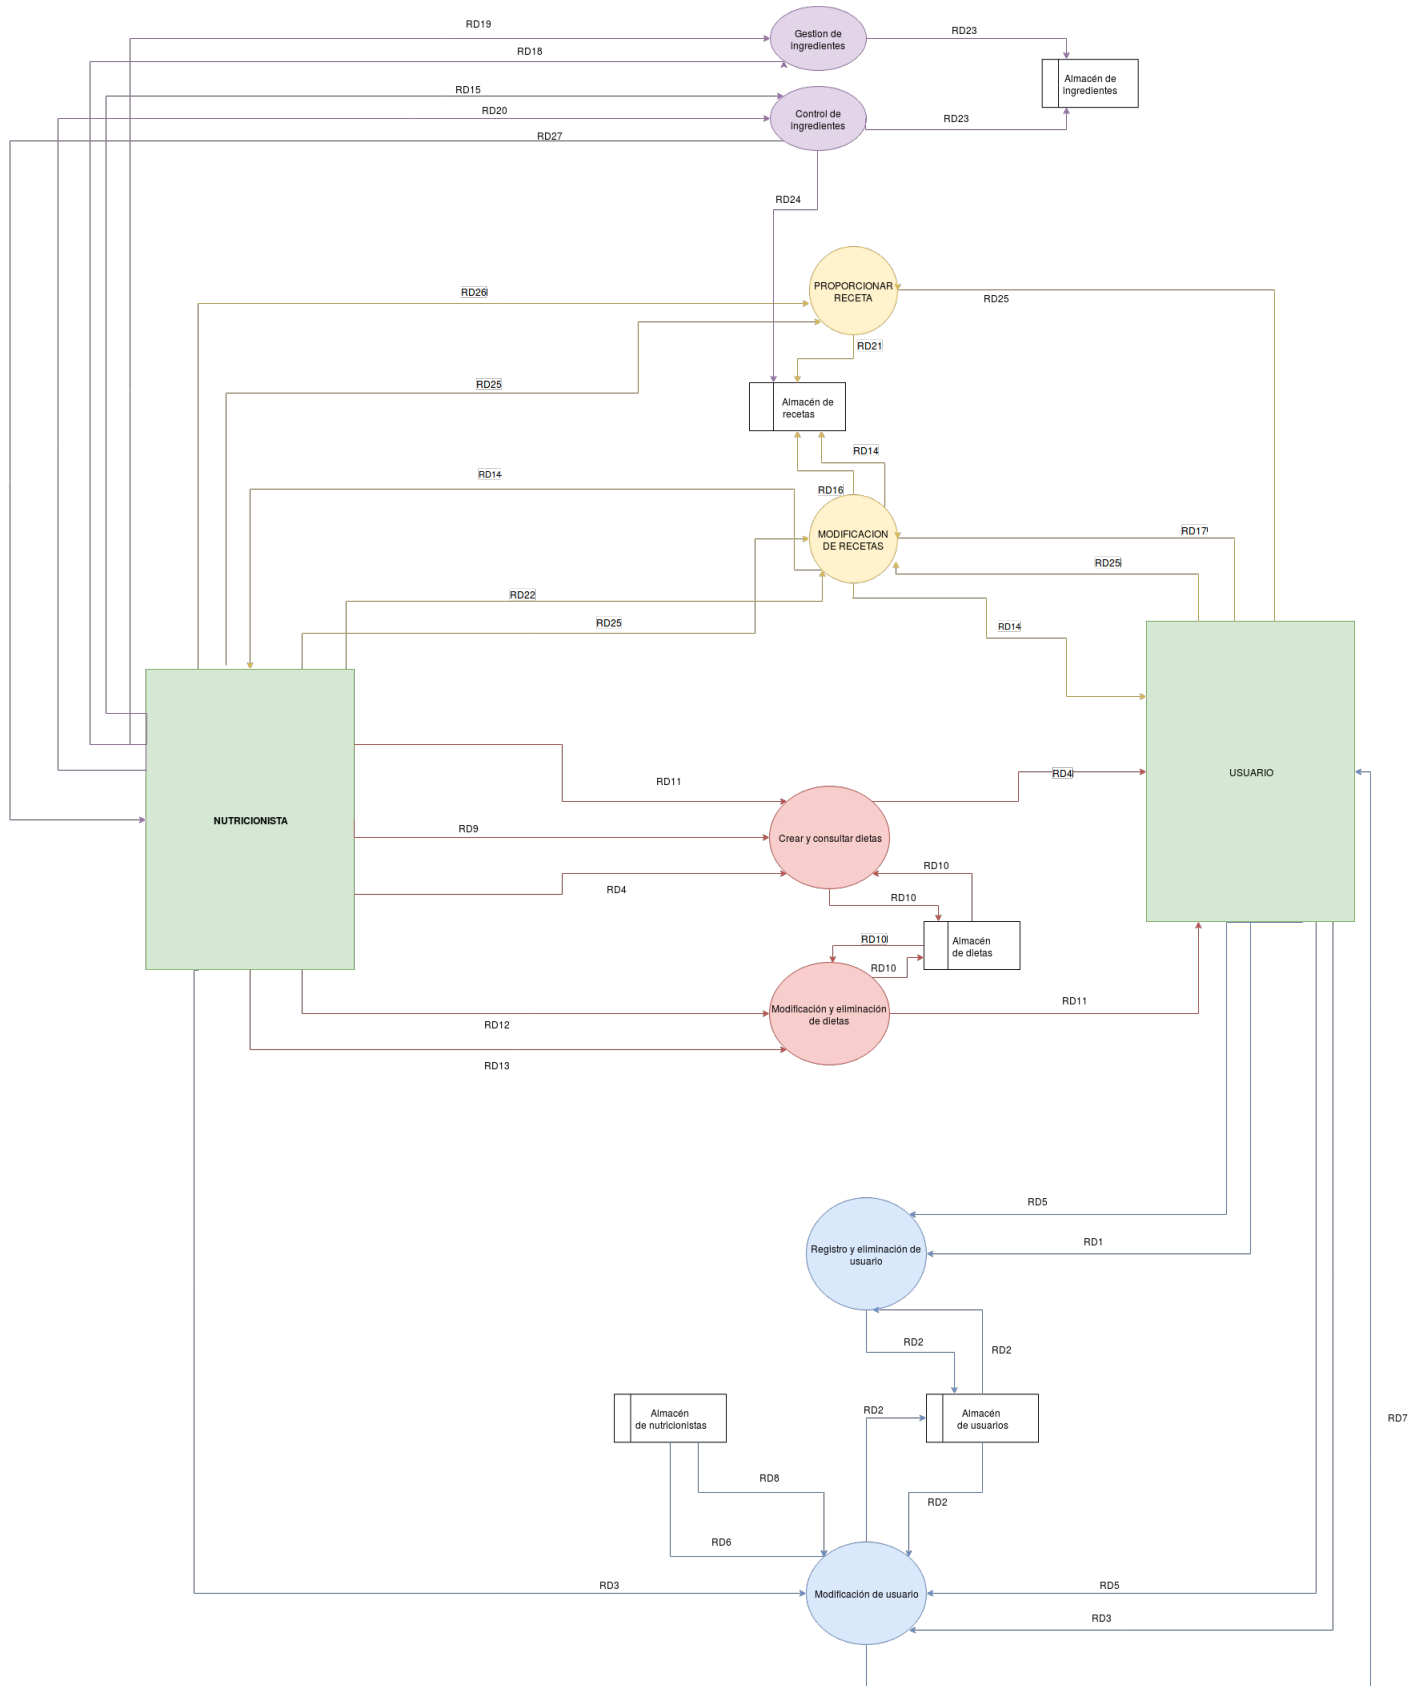 RD19
Gestion de
ingredientes
RD23
RD18
Almacén de
ingredientes
RD15
RD20
Control de
ingredientes
RD23
RD27
RD24
RD26
PROPORCIONAR
RECETA
RD25
RD21
RD25
Almacén de
recetas
RD14
RD14
RD16
MODIFICACION
DE RECETAS
RD17
RD25
RD22
RD25
RD14
RD11
RD4
USUARIO
NUTRICIONISTA
RD9
Crear y consultar dietas
RD10
RD4
RD10
RD10
Almacén
de dietas
RD10
Modificación y eliminación
de dietas
RD11
RD12
RD13
RD5
RD1
Registro y eliminación de
usuario
RD2
RD2
Almacén
de nutricionistas
RD2
Almacén
de usuarios
RD7
RD8
RD2
RD6
RD3
Modificación de usuario
RD5
RD3